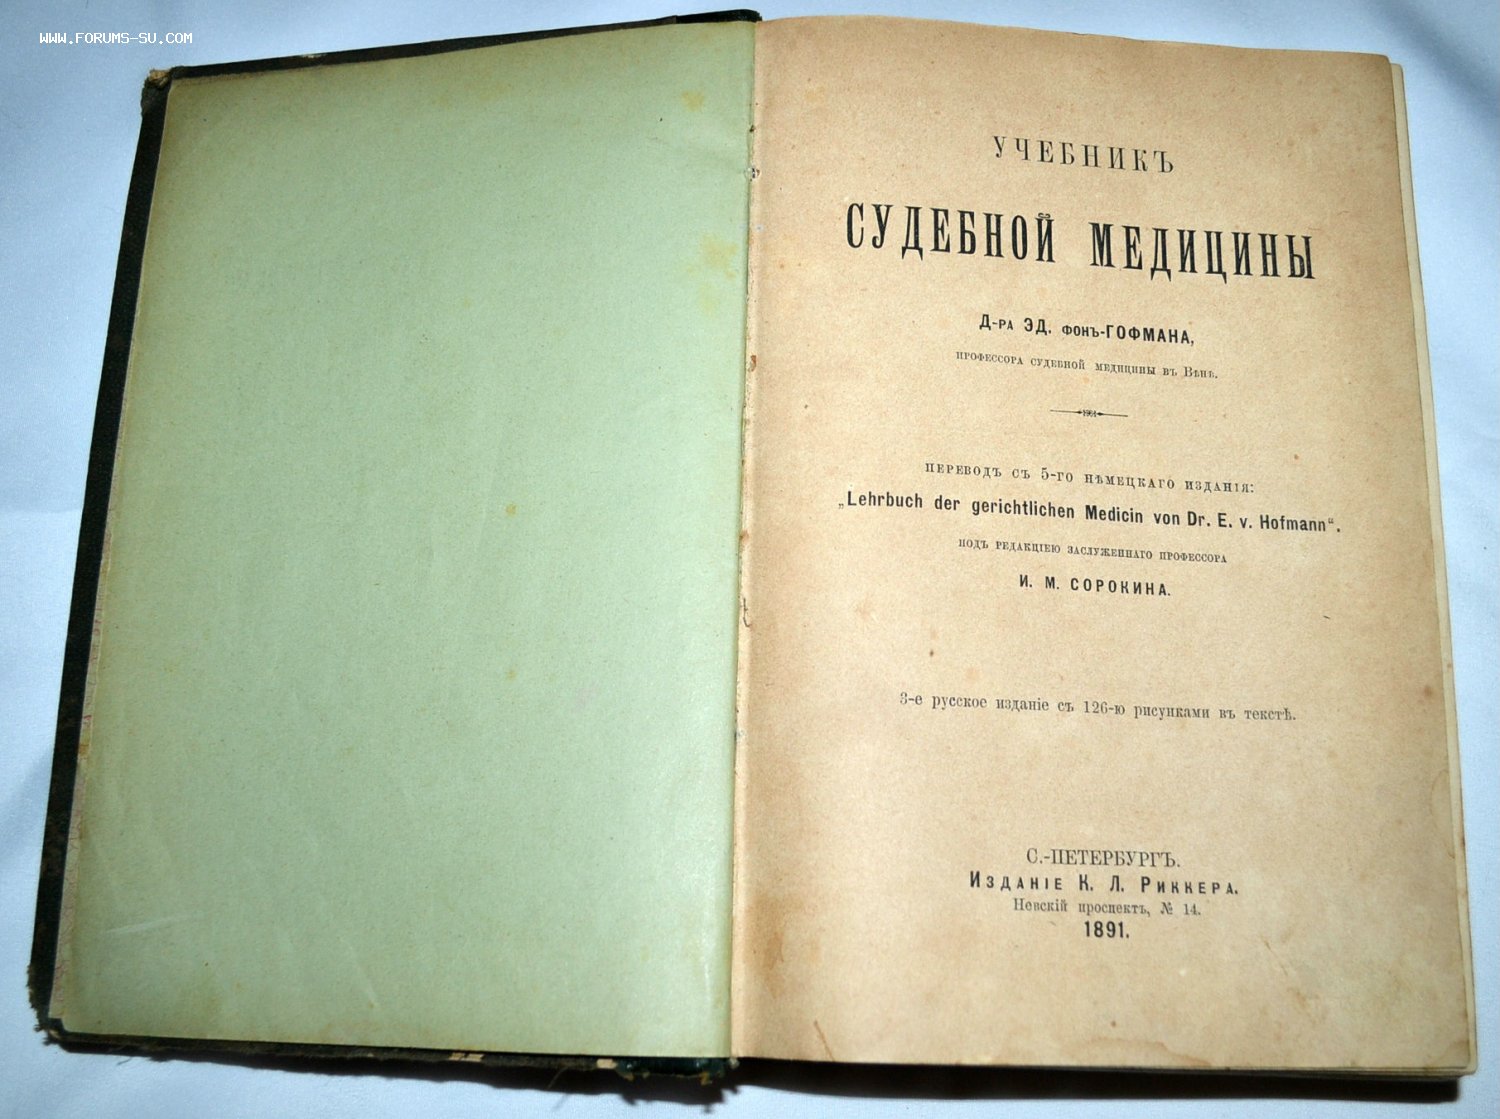 WWW.FORUMS-SU.COM
УЧЕБНИКЪ
СУДЕБНОЙ МЕДИЦИНЫ
Д-РА ЭД. ФОНЪ-ГОФМАНА,
ПРОФЕССОРА СУДЕБНОЙ МЕДИЦИНЫ ВЪ ВѢНѢ.
ПЕРЕВОДЪ СЪ 5-ГО НѢМЕЦКАГО ИЗДАНІЯ:
„Lehrbuch der gerichtlichen Medicin von Dr. E. v. Hofmann“.
ПОДЪ РЕДАКЦІЕЮ ЗАСЛУЖЕННАГО ПРОФЕССОРА
И. М. СОРОКИНА.
3-е русское изданіе съ 126-ю рисунками въ текстѣ.
С.-ПЕТЕРБУРГЪ.
ИЗДАНІЕ К. Л. РИККЕРА.
Невскій проспектъ, № 14.
1891.